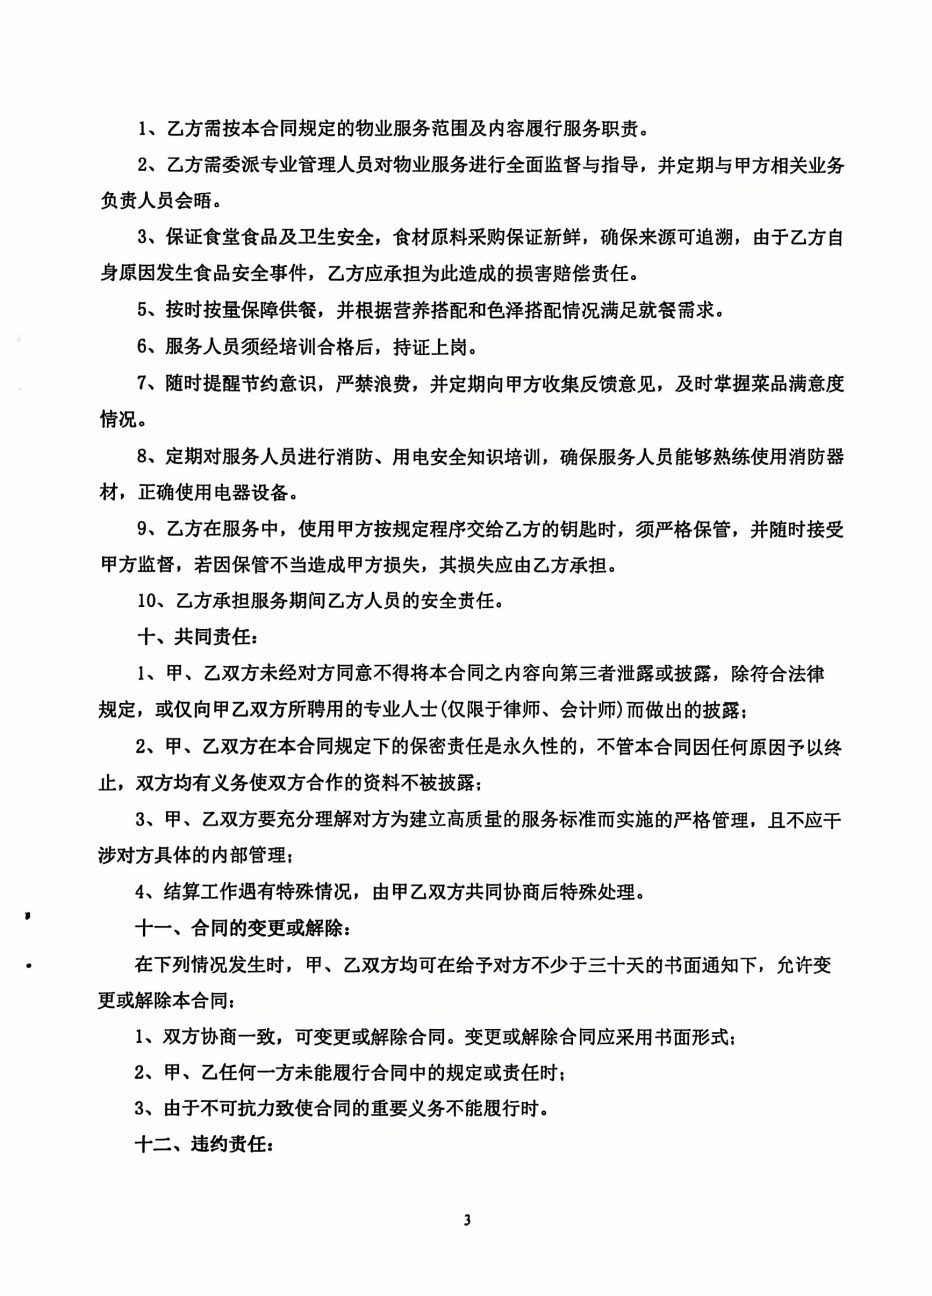 1、乙方需按本合同规定的物业服务范围及内容履行服务职责。
2、乙方需委派专业管理人员对物业服务进行全面监督与指导，并定期与甲方相关业务
负责人员会晤。
3、保证食堂食品及卫生安全，食材原料采购保证新鲜，确保来源可追溯，由于乙方自
身原因发生食品安全事件，乙方应承担为此造成的损害赔偿责任。
5、按时按量保障供餐，并根据营养搭配和色泽搭配情况满足就餐需求。
6、服务人员须经培训合格后，持证上岗。
7、随时提醒节约意识，严禁浪费，并定期向甲方收集反馈意见，及时掌握菜品满意度
情况。
8、定期对服务人员进行消防、用电安全知识培训，确保服务人员能够熟练使用消防器
材，正确使用电器设备。
9、乙方在服务中，使用甲方按规定程序交给乙方的钥匙时，须严格保管，并随时接受
甲方监督，若因保管不当造成甲方损失，其损失应由乙方承担。
10、乙方承担服务期间乙方人员的安全责任。
十、共同责任：
1、甲、乙双方未经对方同意不得将本合同之内容向第三者泄露或披露，除符合法律
规定，或仅向甲乙双方所聘用的专业人士(仅限于律师、会计师)而做出的披露；
2、甲、乙双方在本合同规定下的保密责任是永久性的，不管本合同因任何原因予以终
止，双方均有义务使双方合作的资料不被披露；
3、甲、乙双方要充分理解对方为建立高质量的服务标准而实施的严格管理，且不应干
涉对方具体的内部管理；
4、结算工作遇有特殊情况，由甲乙双方共同协商后特殊处理。
十一、合同的变更或解除：
在下列情况发生时，甲、乙双方均可在给予对方不少于三十天的书面通知下，允许变
更或解除本合同：
1、双方协商一致，可变更或解除合同。变更或解除合同应采用书面形式；
2、甲、乙任何一方未能履行合同中的规定或责任时；
3、由于不可抗力致使合同的重要义务不能履行时。
十二、违约责任：
3